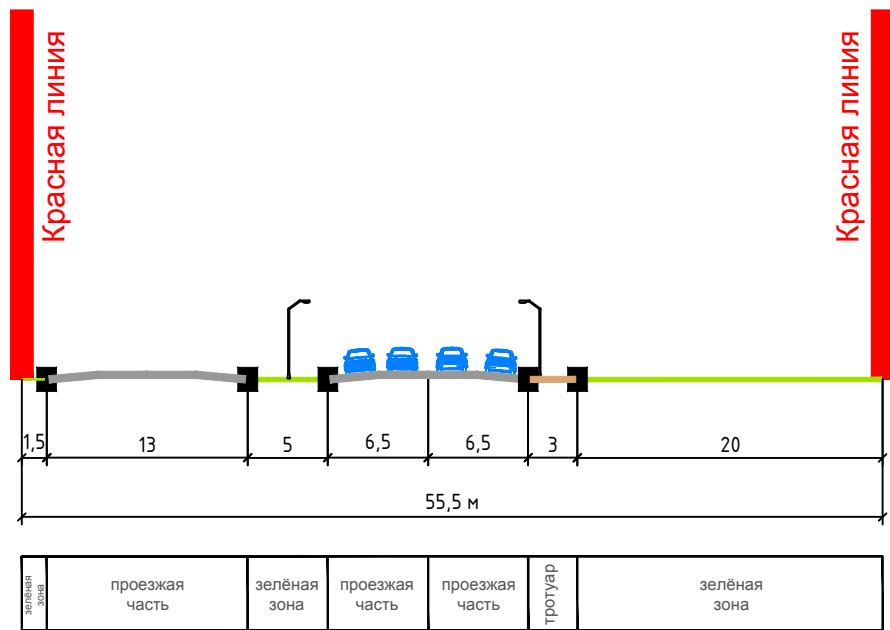 Красная линия
Красная линия
1,5
13
5
6,5
6,5
3
20
55,5 м
зелёная
зона
проезжая
часть
зелёная
зона
проезжая
часть
проезжая
часть
тротуар
зелёная
зона